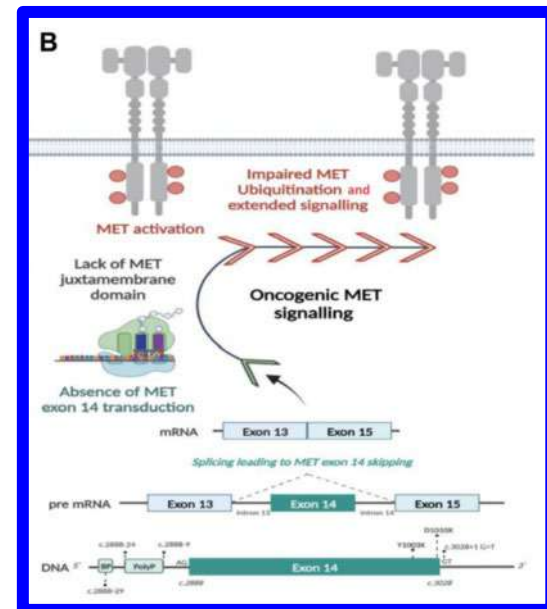 B
Impaired MET
Ubiquitination and
extended signalling
MET activation
Lack of MET
juxtamembrane
domain
Oncogenic MET
signalling
Absence of MET
exon 14 transduction
mRNA
Exon 13
Exon 15
Splicing leading to MET exon 14 skipping
pre mRNA
Exon 13
Intron 13
Exon 14
Intron 14
Exon 15
c.2888-24
c.2888-9
Y1003X
c.3028+1 G>T
DNA 5'
BP
PolyP
AG
Exon 14
GT
3'
c.2888-29
c.2888
c.3028